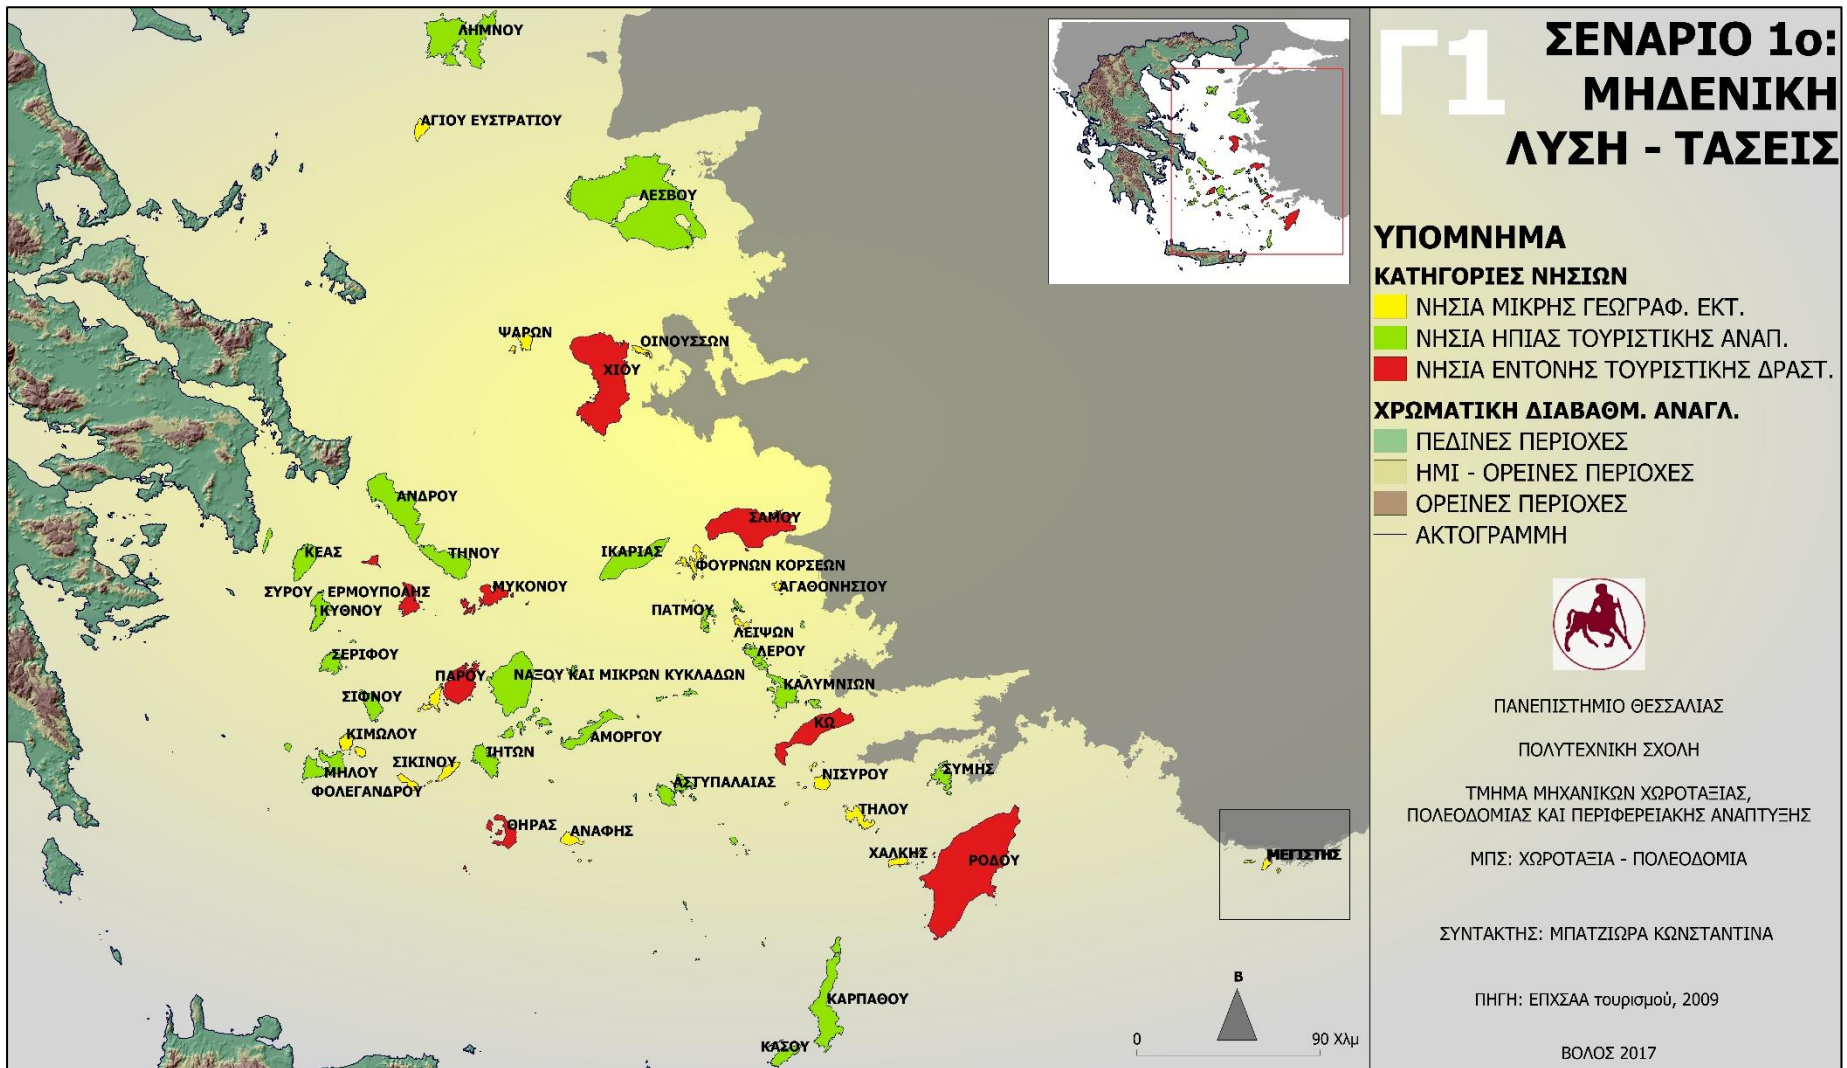 Γ1
ΣΕΝΑΡΙΟ 1ο:
ΜΗΔΕΝΙΚΗ
ΛΥΣΗ - ΤΑΣΕΙΣ
ΥΠΟΜΝΗΜΑ
ΚΑΤΗΓΟΡΙΕΣ ΝΗΣΙΩΝ
ΝΗΣΙΑ ΜΙΚΡΗΣ ΓΕΩΓΡΑΦ. ΕΚΤ.
ΝΗΣΙΑ ΗΠΙΑΣ ΤΟΥΡΙΣΤΙΚΗΣ ΑΝΑΠ.
ΝΗΣΙΑ ΕΝΤΟΝΗΣ ΤΟΥΡΙΣΤΙΚΗΣ ΔΡΑΣΤ.
ΧΡΩΜΑΤΙΚΗ ΔΙΑΒΑΘΜ. ΑΝΑΓΛ.
ΠΕΔΙΝΕΣ ΠΕΡΙΟΧΕΣ
ΗΜΙ - ΟΡΕΙΝΕΣ ΠΕΡΙΟΧΕΣ
ΟΡΕΙΝΕΣ ΠΕΡΙΟΧΕΣ
ΑΚΤΟΓΡΑΜΜΗ
ΠΑΝΕΠΙΣΤΗΜΙΟ ΘΕΣΣΑΛΙΑΣ
ΠΟΛΥΤΕΧΝΙΚΗ ΣΧΟΛΗ
ΤΜΗΜΑ ΜΗΧΑΝΙΚΩΝ ΧΩΡΟΤΑΞΙΑΣ,
ΠΟΛΕΟΔΟΜΙΑΣ ΚΑΙ ΠΕΡΙΦΕΡΕΙΑΚΗΣ ΑΝΑΠΤΥΞΗΣ
ΜΠΣ: ΧΩΡΟΤΑΞΙΑ - ΠΟΛΕΟΔΟΜΙΑ
ΣΥΝΤΑΚΤΗΣ: ΜΠΑΤΖΙΩΡΑ ΚΩΝΣΤΑΝΤΙΝΑ
ΠΗΓΗ: ΕΠΧΣΑΑ τουρισμού, 2009
ΒΟΛΟΣ 2017
ΛΗΜΝΟΥ
ΑΓΙΟΥ ΕΥΣΤΡΑΤΙΟΥ
ΛΕΣΒΟΥ
ΨΑΡΩΝ
ΟΙΝΟΥΣΣΩΝ
ΧΙΟΥ
ΑΝΔΡΟΥ
ΣΑΜΟΥ
ΚΕΑΣ
ΤΗΝΟΥ
ΙΚΑΡΙΑΣ
ΦΟΥΡΝΩΝ ΚΟΡΣΕΩΝ
ΣΥΡΟΥ - ΕΡΜΟΥΠΟΛΗΣ
ΜΥΚΟΝΟΥ
ΑΓΑΘΟΝΗΣΙΟΥ
ΚΥΘΝΟΥ
ΠΑΤΜΟΥ
ΛΕΙΨΩΝ
ΛΕΡΟΥ
ΣΕΡΙΦΟΥ
ΠΑΡΟΥ
ΝΑΞΟΥ ΚΑΙ ΜΙΚΡΩΝ ΚΥΚΛΑΔΩΝ
ΚΑΛΥΜΝΙΩΝ
ΣΙΦΝΟΥ
ΚΩ
ΚΙΜΩΛΟΥ
ΑΜΟΡΓΟΥ
ΙΗΤΩΝ
ΣΙΚΙΝΟΥ
ΜΗΛΟΥ
ΦΟΛΕΓΑΝΔΡΟΥ
ΑΣΤΥΠΑΛΑΙΑΣ
ΝΙΣΥΡΟΥ
ΣΥΜΗΣ
ΤΗΛΟΥ
ΘΗΡΑΣ
ΑΝΑΦΗΣ
ΧΑΛΚΗΣ
ΡΟΔΟΥ
ΜΕΓΙΣΤΗΣ
ΚΑΡΠΑΘΟΥ
ΚΑΣΟΥ
Β
0 90 Χλμ